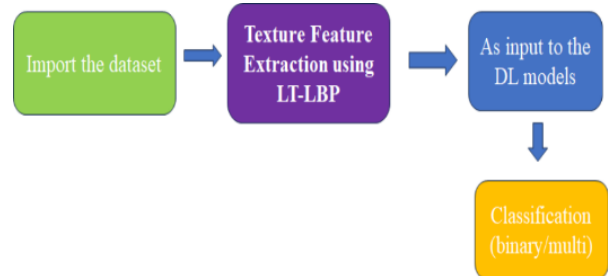 Import the dataset
Texture Feature
Extraction using
LT-LBP
As input to the
DL models
Classification
(binary/multi)